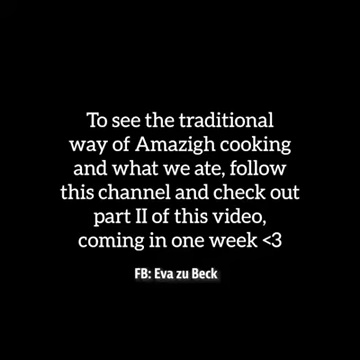 To see the traditional
way of Amazigh cooking
and what we ate, follow
this channel and check out
part II of this video,
coming in one week <3
FB: Eva zu Beck